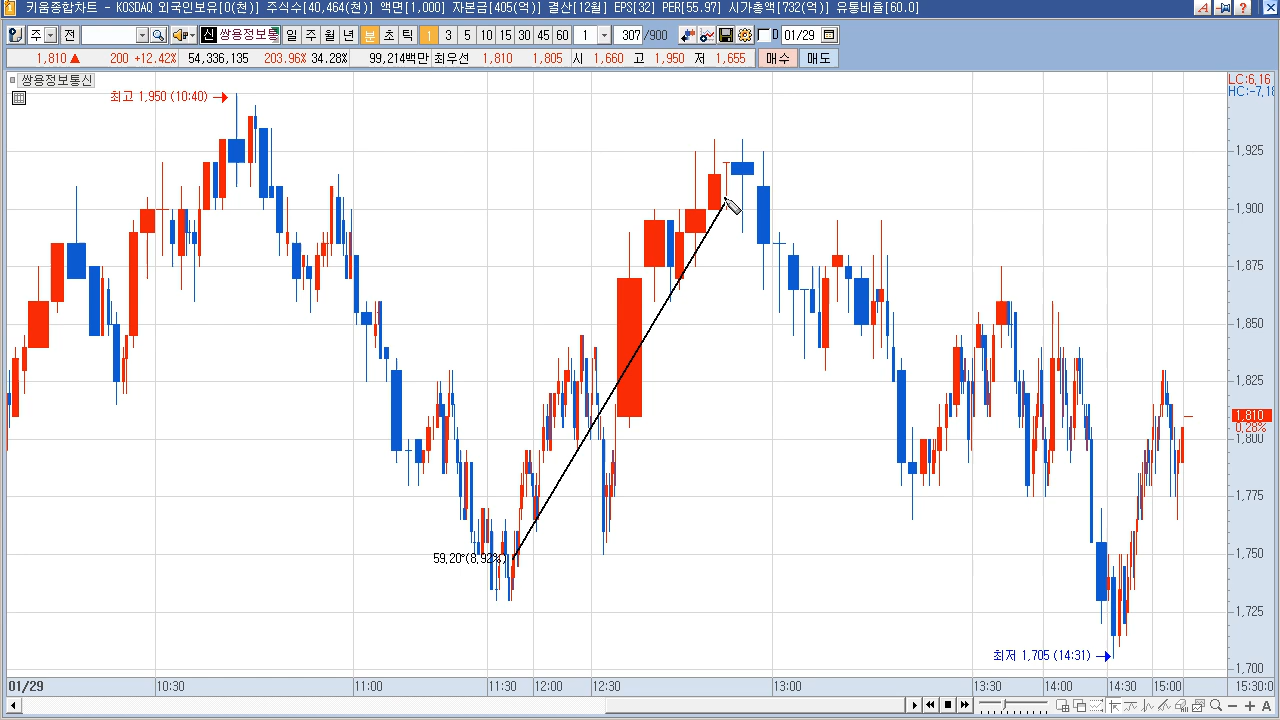 키움종합차트 - KOSDAQ 외국인보유[0(천)] 주식수[40,464(천)] 액면[1,00(] 자본금[405(억)] 결산[12월] EPS[32] PER[55.97] 시가총액[732(억)] 유통비율[60.0]
주 전 신 쌍용정보통 일 주 월 년 분 초 틱 1 3 5 10 15 30 45 60 1 307 /900 D 01/29
1,810 ▲ 200 +12.42% 54,336,135 203.96% 34.28% 99,214백만 최우선 1,810 1,805 시 1,660 고 1,950 저 1,655 매수 매도
쌍용정보통신
LC:6,16
HC:-7,18
최고 1,950 (10:40)
1,925
1,900
1,875
1,850
1,825
1,810
0,28%
1,800
1,775
1,750
59,20°(8,92%)
1,725
최저 1,705 (14:31)
1,700
01/29 10:30 11:00 11:30 12:00 12:30 13:00 13:30 14:00 14:30 15:00 15:30:0
A